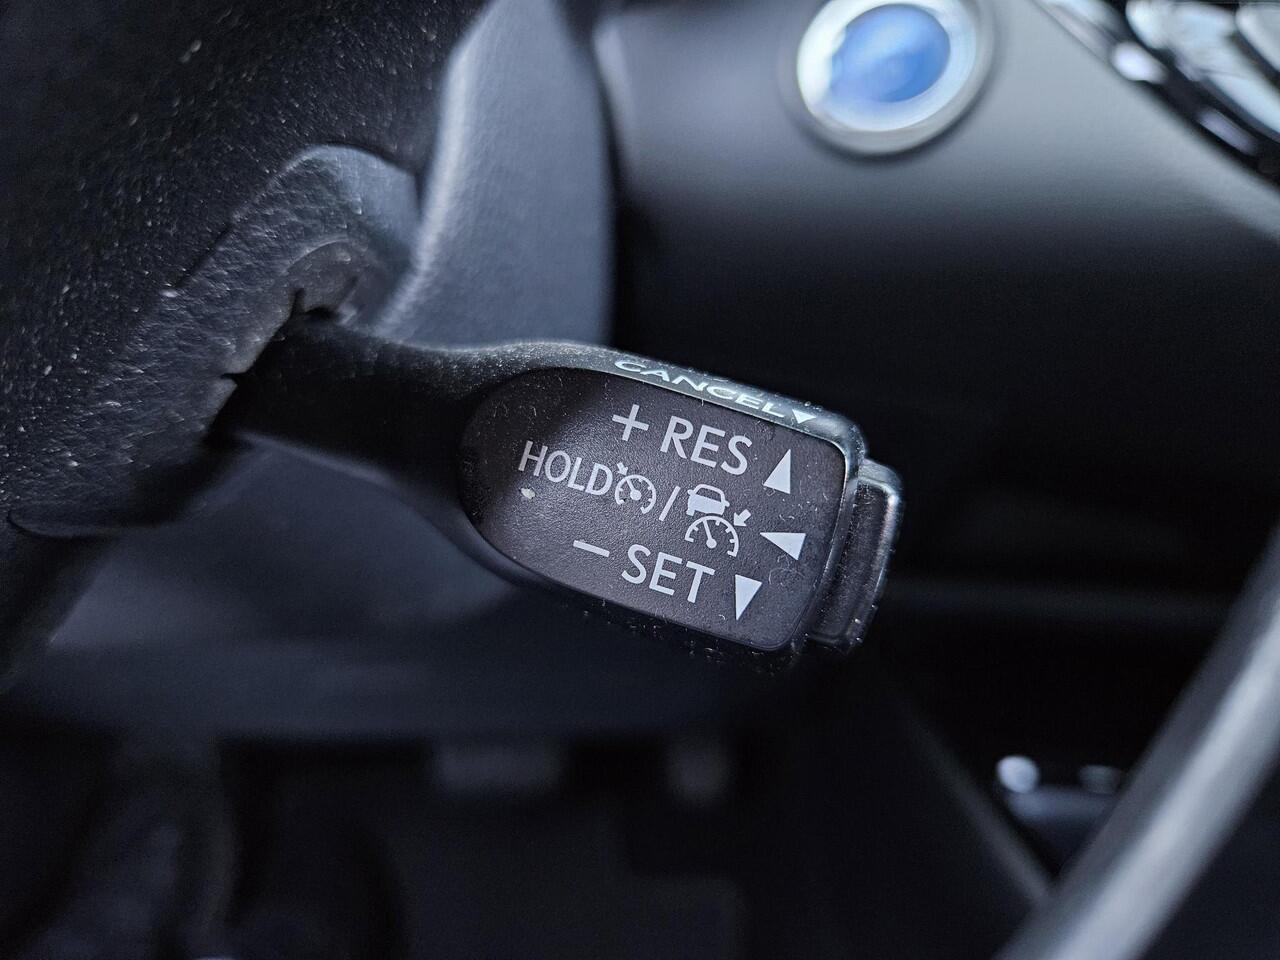 CANCEL
+ RES
HOLD /
− SET